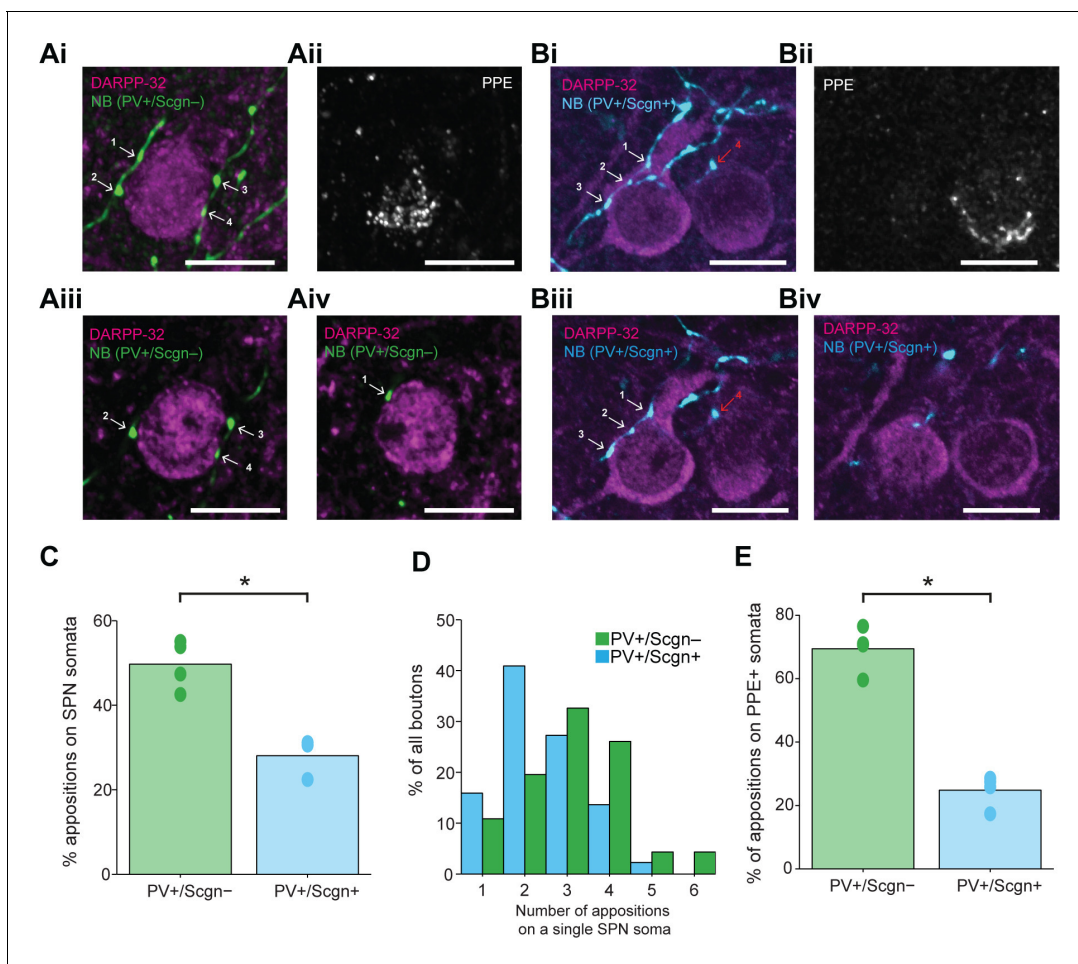 Ai
DARPP-32
NB (PV+/Scgn–)
1
2
3
4
Aii
PPE
Bi
DARPP-32
NB (PV+/Scgn+)
1
2
3
4
Bii
PPE
Aiii
DARPP-32
NB (PV+/Scgn–)
2
3
4
Aiv
DARPP-32
NB (PV+/Scgn–)
1
Biii
DARPP-32
NB (PV+/Scgn+)
1
2
3
4
Biv
DARPP-32
NB (PV+/Scgn+)
C
*
% appositions on SPN somata
60
40
20
0
PV+/Scgn–
PV+/Scgn+
D
PV+/Scgn–
PV+/Scgn+
% of all boutons
50
40
30
20
10
0
1 2 3 4 5 6
Number of appositions
on a single SPN soma
E
*
% of appositions on PPE+ somata
80
60
40
20
0
PV+/Scgn–
PV+/Scgn+